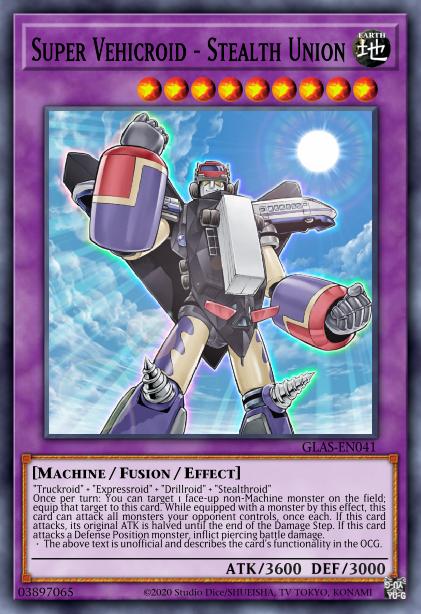 SUPER VEHICROID - STEALTH UNION
EARTH
地
GLAS-EN041
[MACHINE / FUSION / EFFECT]
"Truckroid" + "Expressroid" + "Drillroid" + "Stealthroid"
Once per turn: You can target 1 face-up non-Machine monster on the field;
equip that target to this card. While equipped with a monster by this effect, this
card can attack all monsters your opponent controls, once each. If this card
attacks, its original ATK is halved until the end of the Damage Step. If this card
attacks a Defense Position monster, inflict piercing battle damage.
· The above text is unofficial and describes the card's functionality in the OCG.
ATK/3600 DEF/3000
03897065
©2020 Studio Dice/SHUEISHA, TV TOKYO, KONAMI